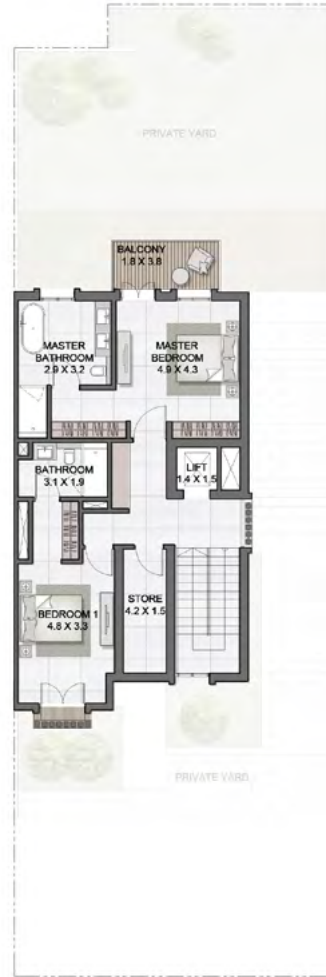 PRIVATE YARD
BALCONY
1.8 X 3.8
MASTER
BATHROOM
2.9 X 3.2
MASTER
BEDROOM
4.9 X 4.3
BATHROOM
3.1 X 1.9
LIFT
1.4 X 1.5
BEDROOM 1
4.8 X 3.3
STORE
4.2 X 1.5
PRIVATE YARD